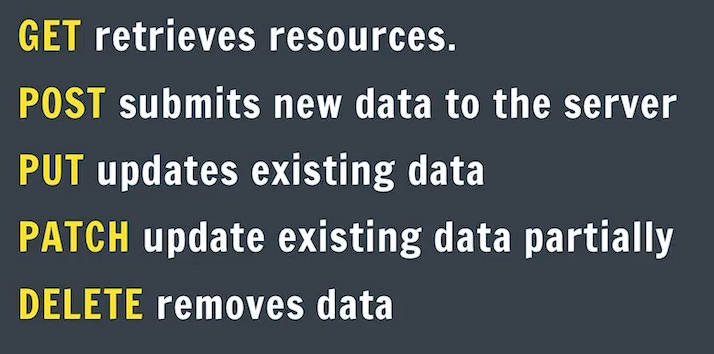 GET retrieves resources.
POST submits new data to the server
PUT updates existing data
PATCH update existing data partially
DELETE removes data